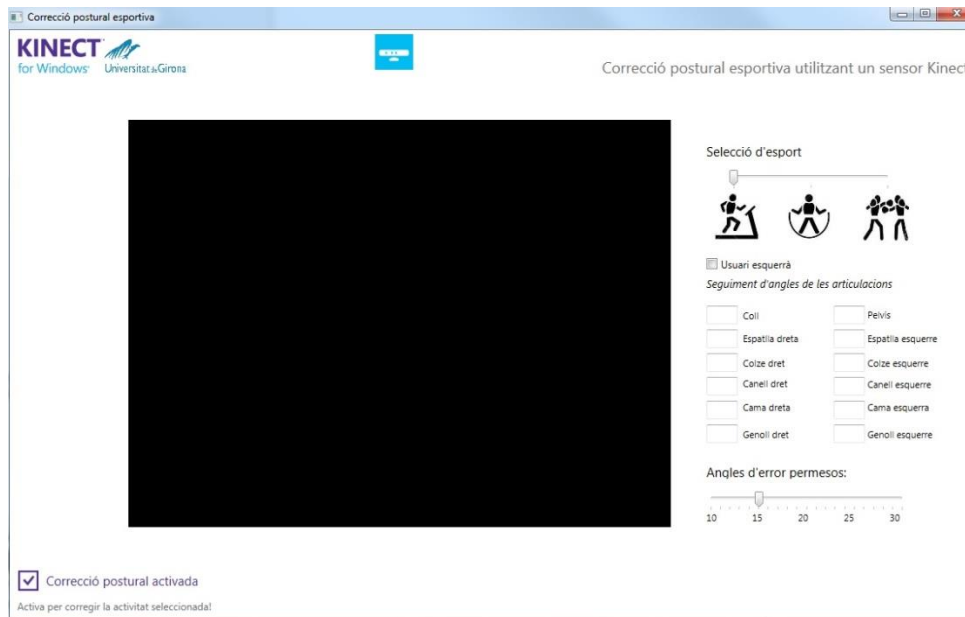 Correcció postural esportiva
KINECT
for Windows
Universitat de Girona
Correcció postural esportiva utilitzant un sensor Kinect
Selecció d'esport
Usuari esquerrà
Seguiment d'angles de les articulacions
Coll
Pelvis
Espatlla dreta
Espatlla esquerre
Colze dret
Colze esquerre
Canell dret
Canell esquerre
Cama dreta
Cama esquerra
Genoll dret
Genoll esquerre
Angles d'error permesos:
10 15 20 25 30
Correcció postural activada
Activa per corregir la activitat seleccionada!